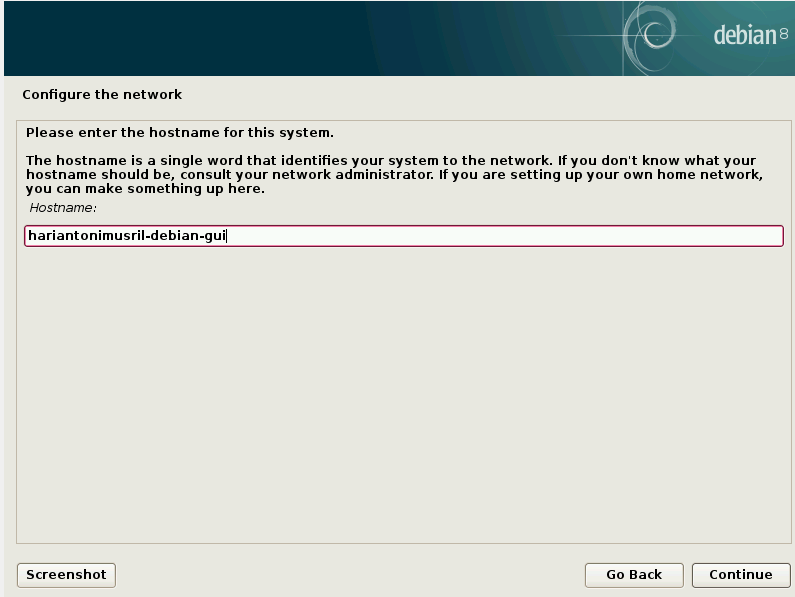 debian 8
Configure the network
Please enter the hostname for this system.
The hostname is a single word that identifies your system to the network. If you don't know what your
hostname should be, consult your network administrator. If you are setting up your own home network,
you can make something up here.
Hostname:
hariantonimusril-debian-gui
Screenshot
Go Back
Continue